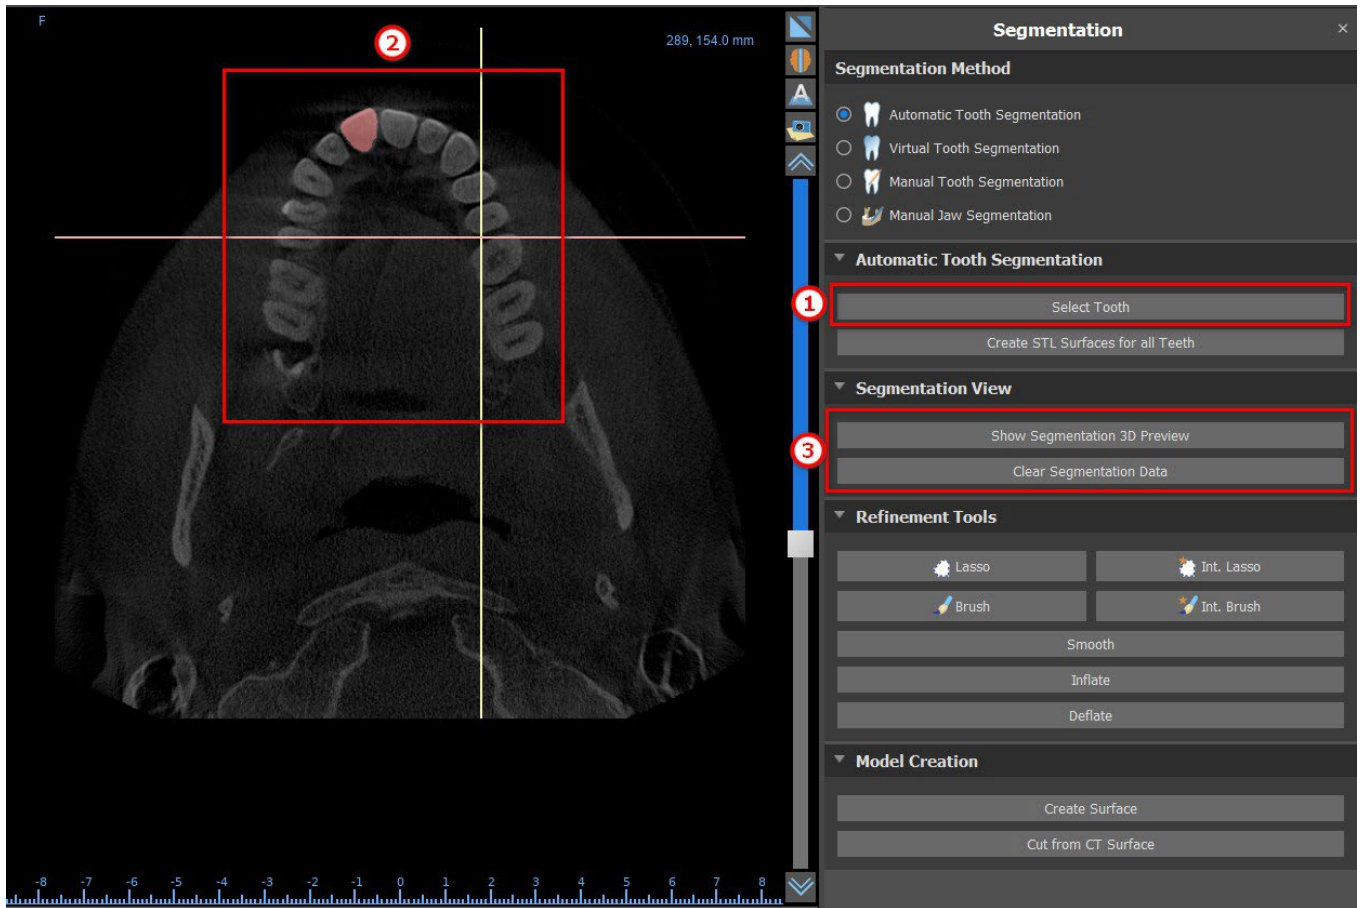 F
2
289, 154.0 mm
A
-8 -7 -6 -5 -4 -3 -2 -1 0 1 2 3 4 5 6 7 8
Segmentation ×
Segmentation Method
Automatic Tooth Segmentation
Virtual Tooth Segmentation
Manual Tooth Segmentation
Manual Jaw Segmentation
Automatic Tooth Segmentation
1
Select Tooth
Create STL Surfaces for all Teeth
Segmentation View
3
Show Segmentation 3D Preview
Clear Segmentation Data
Refinement Tools
Lasso Int. Lasso
Brush Int. Brush
Smooth
Inflate
Deflate
Model Creation
Create Surface
Cut from CT Surface